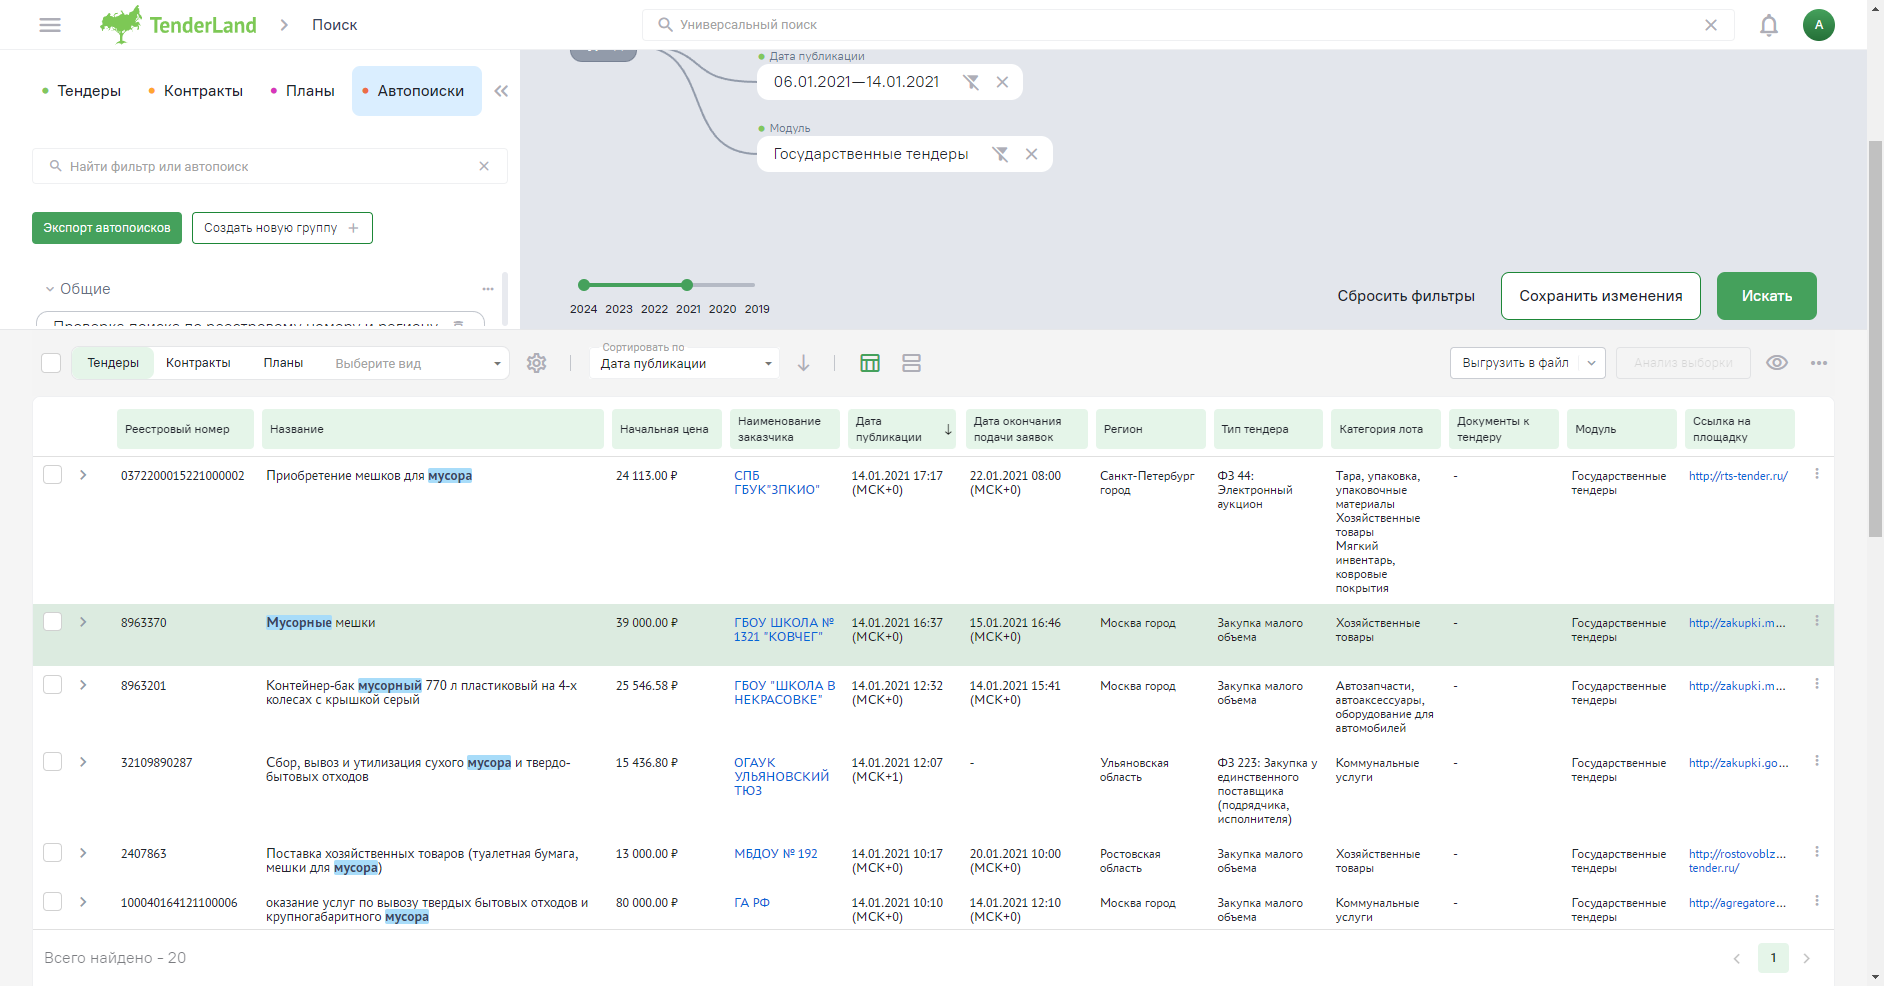 TenderLand
Поиск
Универсальный поиск
А
Тендеры
Контракты
Планы
Автопоиски
Найти фильтр или автопоиск
Экспорт автопоисков
Создать новую группу
Общие
Проверка поиска по реестровому номеру и региону
Дата публикации
06.01.2021—14.01.2021
Модуль
Государственные тендеры
2024 2023 2022 2021 2020 2019
Сбросить фильтры
Сохранить изменения
Искать
Тендеры
Контракты
Планы
Выберите вид
Сортировать по
Дата публикации
Выгрузить в файл
Анализ выборки
Реестровый номер
Название
Начальная цена
Наименование
заказчика
Дата
публикации
Дата окончания
подачи заявок
Регион
Тип тендера
Категория лота
Документы к
тендеру
Модуль
Ссылка на
площадку
0372200015221000002
Приобретение мешков для мусора
24 113.00 ₽
СПБ
ГБУК"ЗПКИО"
14.01.2021 17:17
(МСК+0)
22.01.2021 08:00
(МСК+0)
Санкт-Петербург
город
ФЗ 44:
Электронный
аукцион
Тара, упаковка,
упаковочные
материалы
Хозяйственные
товары
Мягкий
инвентарь,
ковровые
покрытия
-
Государственные
тендеры
http://rts-tender.ru/
8963370
Мусорные мешки
39 000.00 ₽
ГБОУ ШКОЛА №
1321 "КОВЧЕГ"
14.01.2021 16:37
(МСК+0)
15.01.2021 16:46
(МСК+0)
Москва город
Закупка малого
объема
Хозяйственные
товары
-
Государственные
тендеры
http://zakupki.m...
8963201
Контейнер-бак мусорный 770 л пластиковый на 4-х
колесах с крышкой серый
25 546.58 ₽
ГБОУ "ШКОЛА В
НЕКРАСОВКЕ"
14.01.2021 12:32
(МСК+0)
14.01.2021 15:41
(МСК+0)
Москва город
Закупка малого
объема
Автозапчасти,
автоаксессуары,
оборудование для
автомобилей
-
Государственные
тендеры
http://zakupki.m...
32109890287
Сбор, вывоз и утилизация сухого мусора и твердо-
бытовых отходов
15 436.80 ₽
ОГАУК
УЛЬЯНОВСКИЙ
ТЮЗ
14.01.2021 12:07
(МСК+1)
-
Ульяновская
область
ФЗ 223: Закупка у
единственного
поставщика
(подрядчика,
исполнителя)
Коммунальные
услуги
-
Государственные
тендеры
http://zakupki.go...
2407863
Поставка хозяйственных товаров (туалетная бумага,
мешки для мусора)
13 000.00 ₽
МБДОУ № 192
14.01.2021 10:17
(МСК+0)
20.01.2021 10:00
(МСК+0)
Ростовская
область
Закупка малого
объема
Хозяйственные
товары
-
Государственные
тендеры
http://rostovoblz...
tender.ru/
100040164121100006
оказание услуг по вывозу твердых бытовых отходов и
крупногабаритного мусора
80 000.00 ₽
ГА РФ
14.01.2021 10:10
(МСК+0)
14.01.2021 12:10
(МСК+0)
Москва город
Закупка малого
объема
Коммунальные
услуги
-
Государственные
тендеры
http://agregatore...
Всего найдено - 20
1